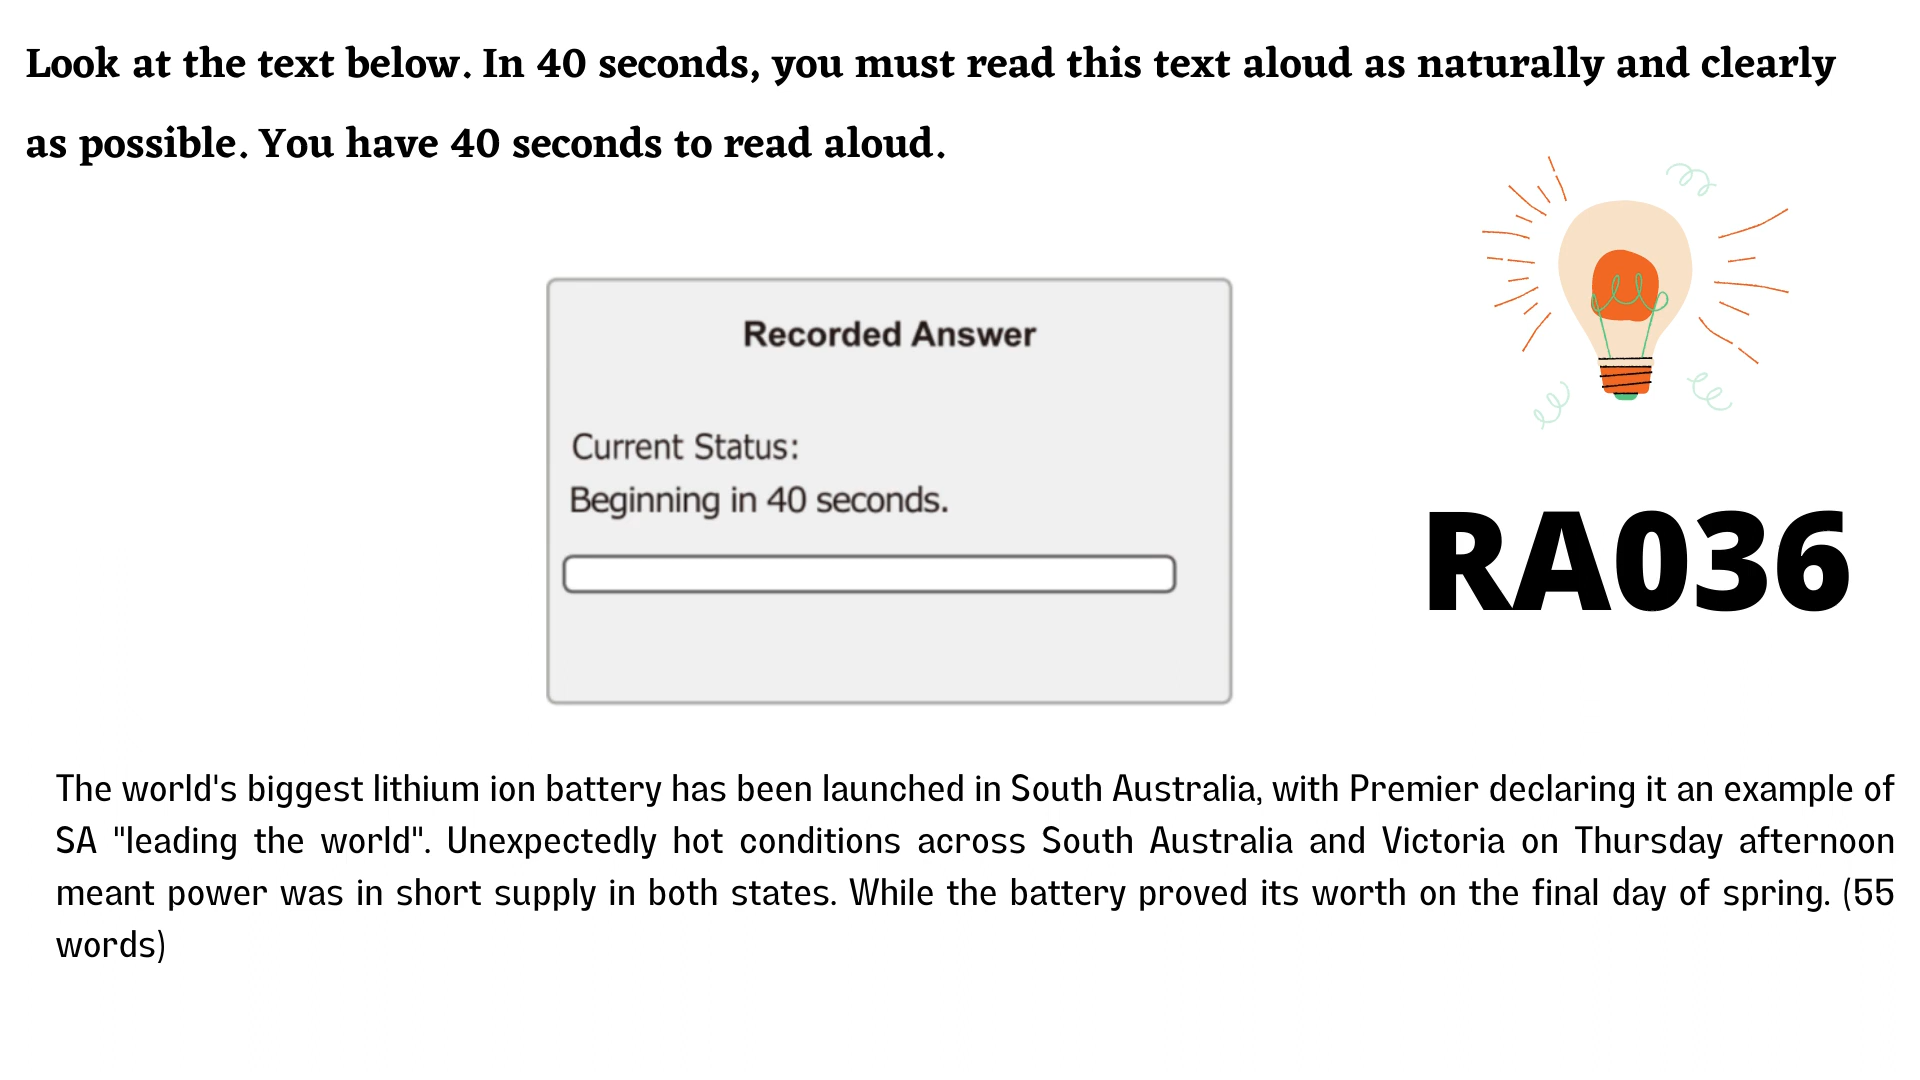 Look at the text below. In 40 seconds, you must read this text aloud as naturally and clearly
as possible. You have 40 seconds to read aloud.
Recorded Answer
Current Status:
Beginning in 40 seconds.
RA036
The world's biggest lithium ion battery has been launched in South Australia, with Premier declaring it an example of
SA "leading the world". Unexpectedly hot conditions across South Australia and Victoria on Thursday afternoon
meant power was in short supply in both states. While the battery proved its worth on the final day of spring. (55
words)